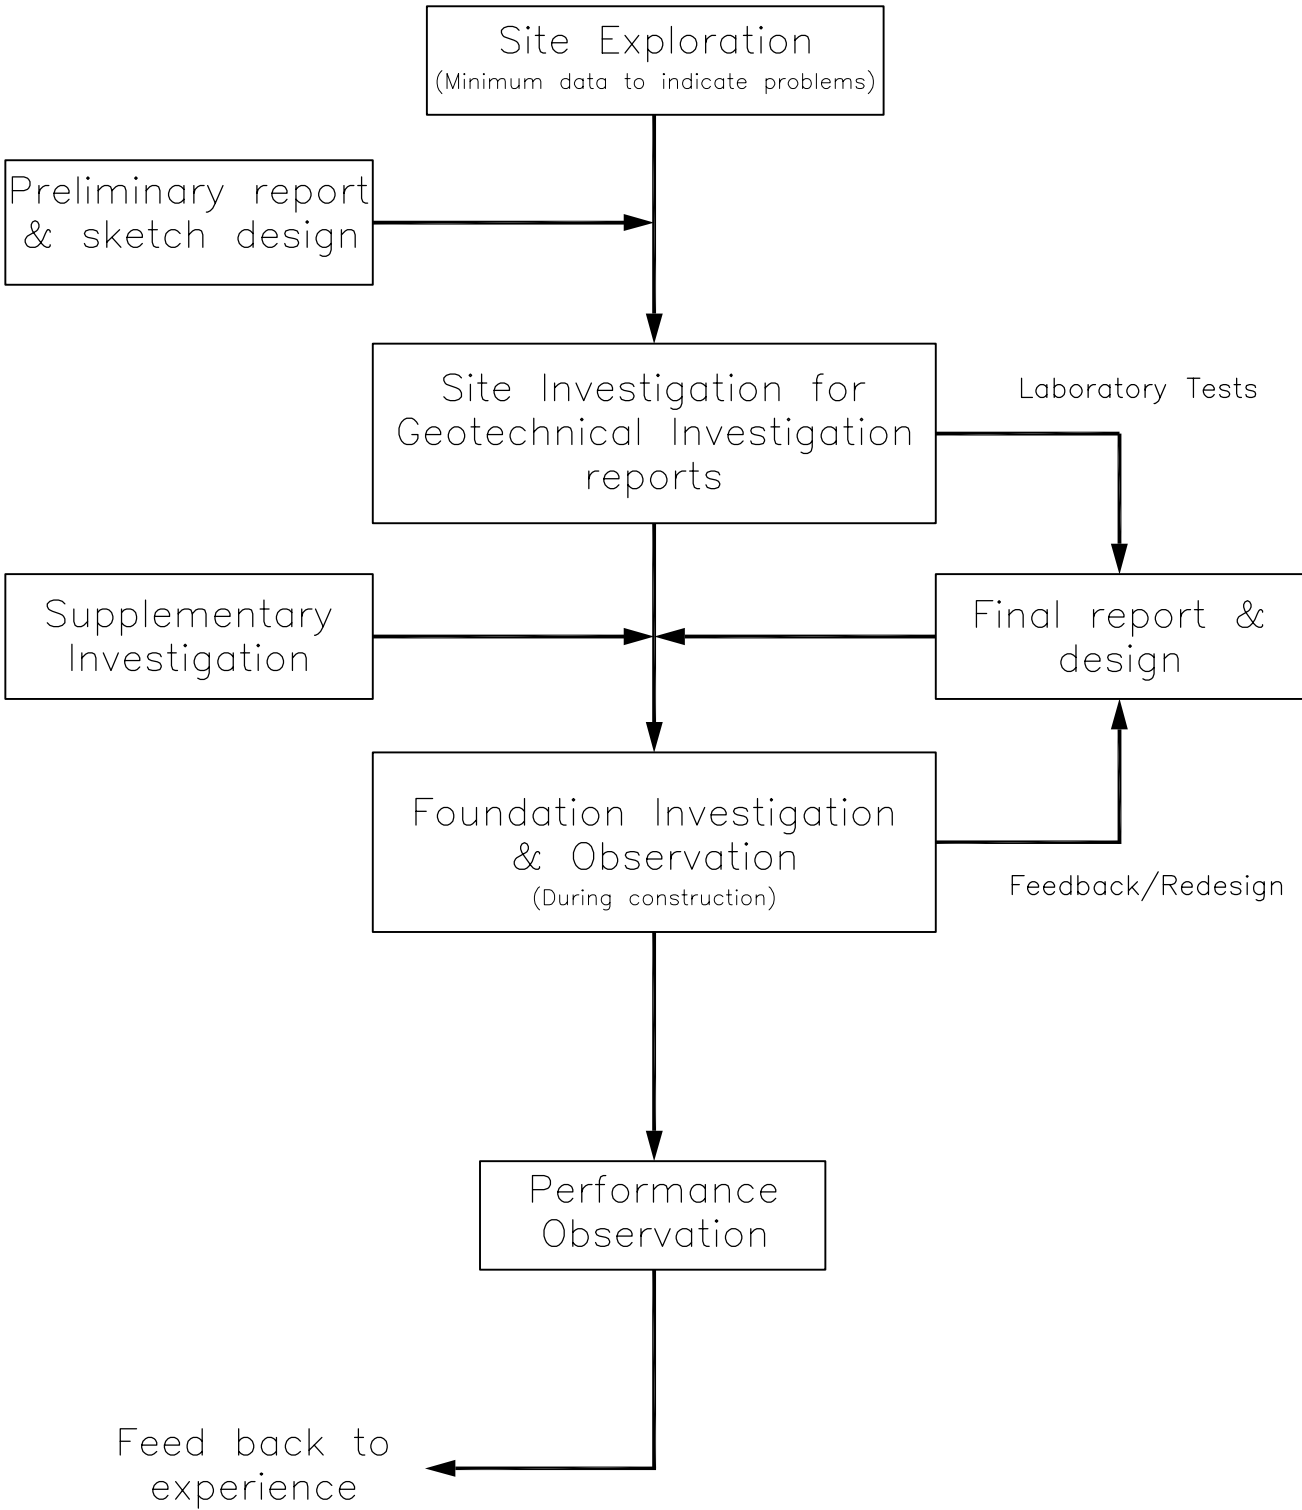 Site Exploration
(Minimum data to indicate problems)
Preliminary report
& sketch design
Site Investigation for
Geotechnical Investigation
reports
Laboratory Tests
Supplementary
Investigation
Final report &
design
Foundation Investigation
& Observation
(During construction)
Feedback/Redesign
Performance
Observation
Feed back to
experience